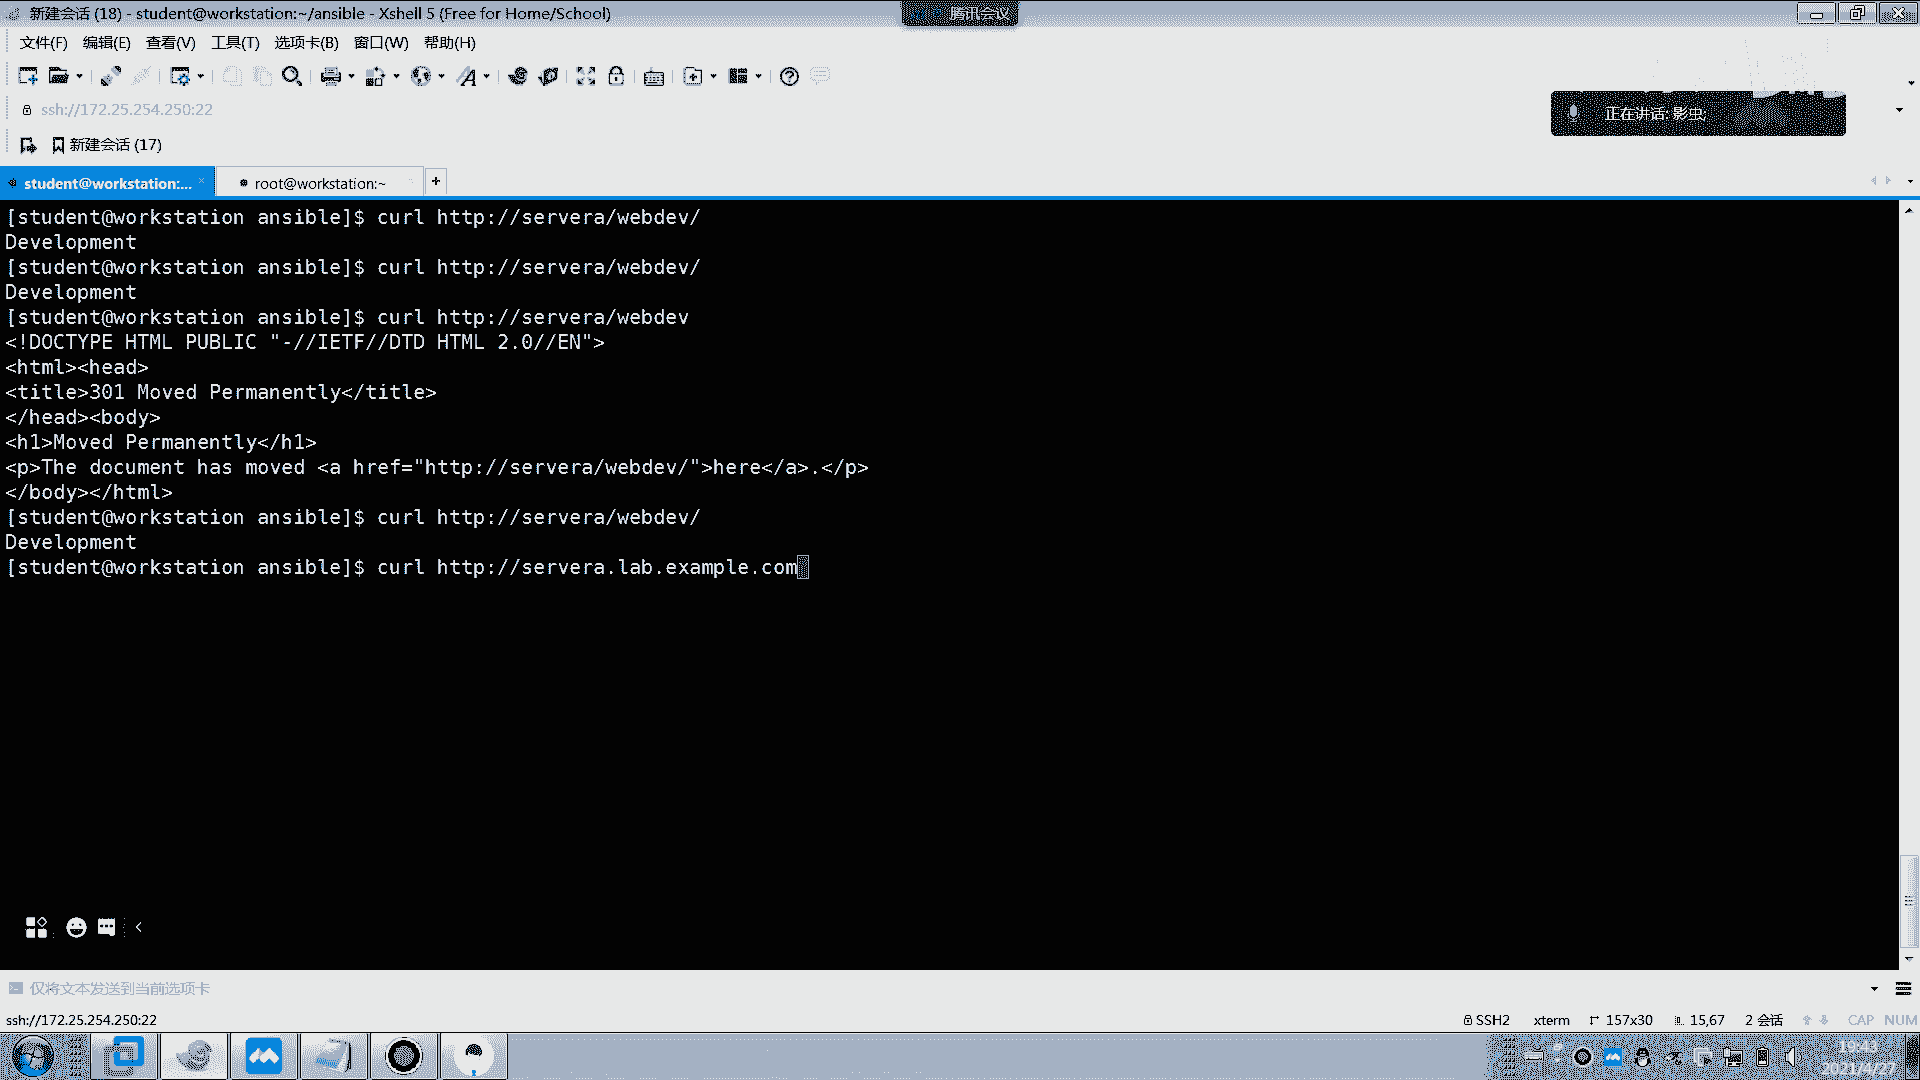 新建会话 (18) - student@workstation:~/ansible - Xshell 5 (Free for Home/School)
腾讯会议
文件(F) 编辑(E) 查看(V) 工具(T) 选项卡(B) 窗口(W) 帮助(H)
ssh://172.25.254.250:22
正在讲话: 影虫;
新建会话 (17)
student@workstation:... root@workstation:~
[student@workstation ansible]$ curl http://servera/webdev/
Development
[student@workstation ansible]$ curl http://servera/webdev/
Development
[student@workstation ansible]$ curl http://servera/webdev
<!DOCTYPE HTML PUBLIC "-//IETF//DTD HTML 2.0//EN">
<html><head>
<title>301 Moved Permanently</title>
</head><body>
<h1>Moved Permanently</h1>
<p>The document has moved <a href="http://servera/webdev/">here</a>.</p>
</body></html>
[student@workstation ansible]$ curl http://servera/webdev/
Development
[student@workstation ansible]$ curl http://servera.lab.example.com
仅将文本发送到当前选项卡
ssh://172.25.254.250:22 SSH2 xterm 157x30 15,67 2 会话 CAP NUM
19:43
2021/4/27